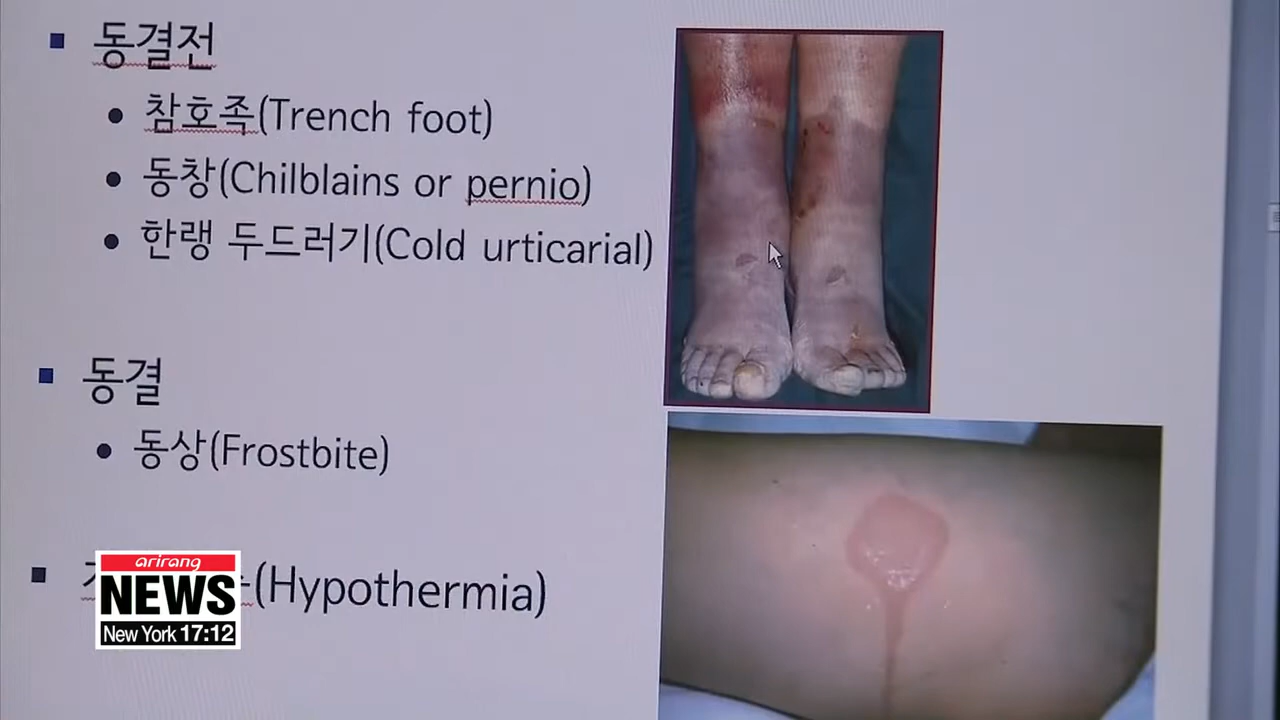 동결전
참호족(Trench foot)
동창(Chilblains or pernio)
한랭 두드러기(Cold urticarial)
동결
동상(Frostbite)
(Hypothermia)
arirang
NEWS
New York 17:12